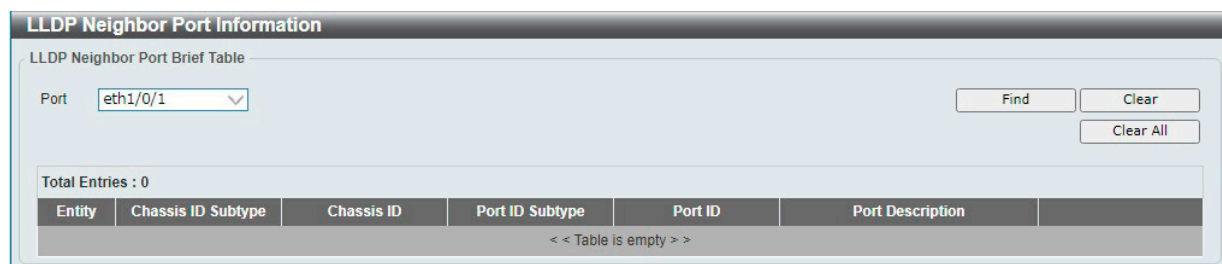 LLDP Neighbor Port Information
LLDP Neighbor Port Brief Table
Port eth1/0/1 Find Clear
Clear All
Total Entries : 0
Entity Chassis ID Subtype Chassis ID Port ID Subtype Port ID Port Description
< < Table is empty > >